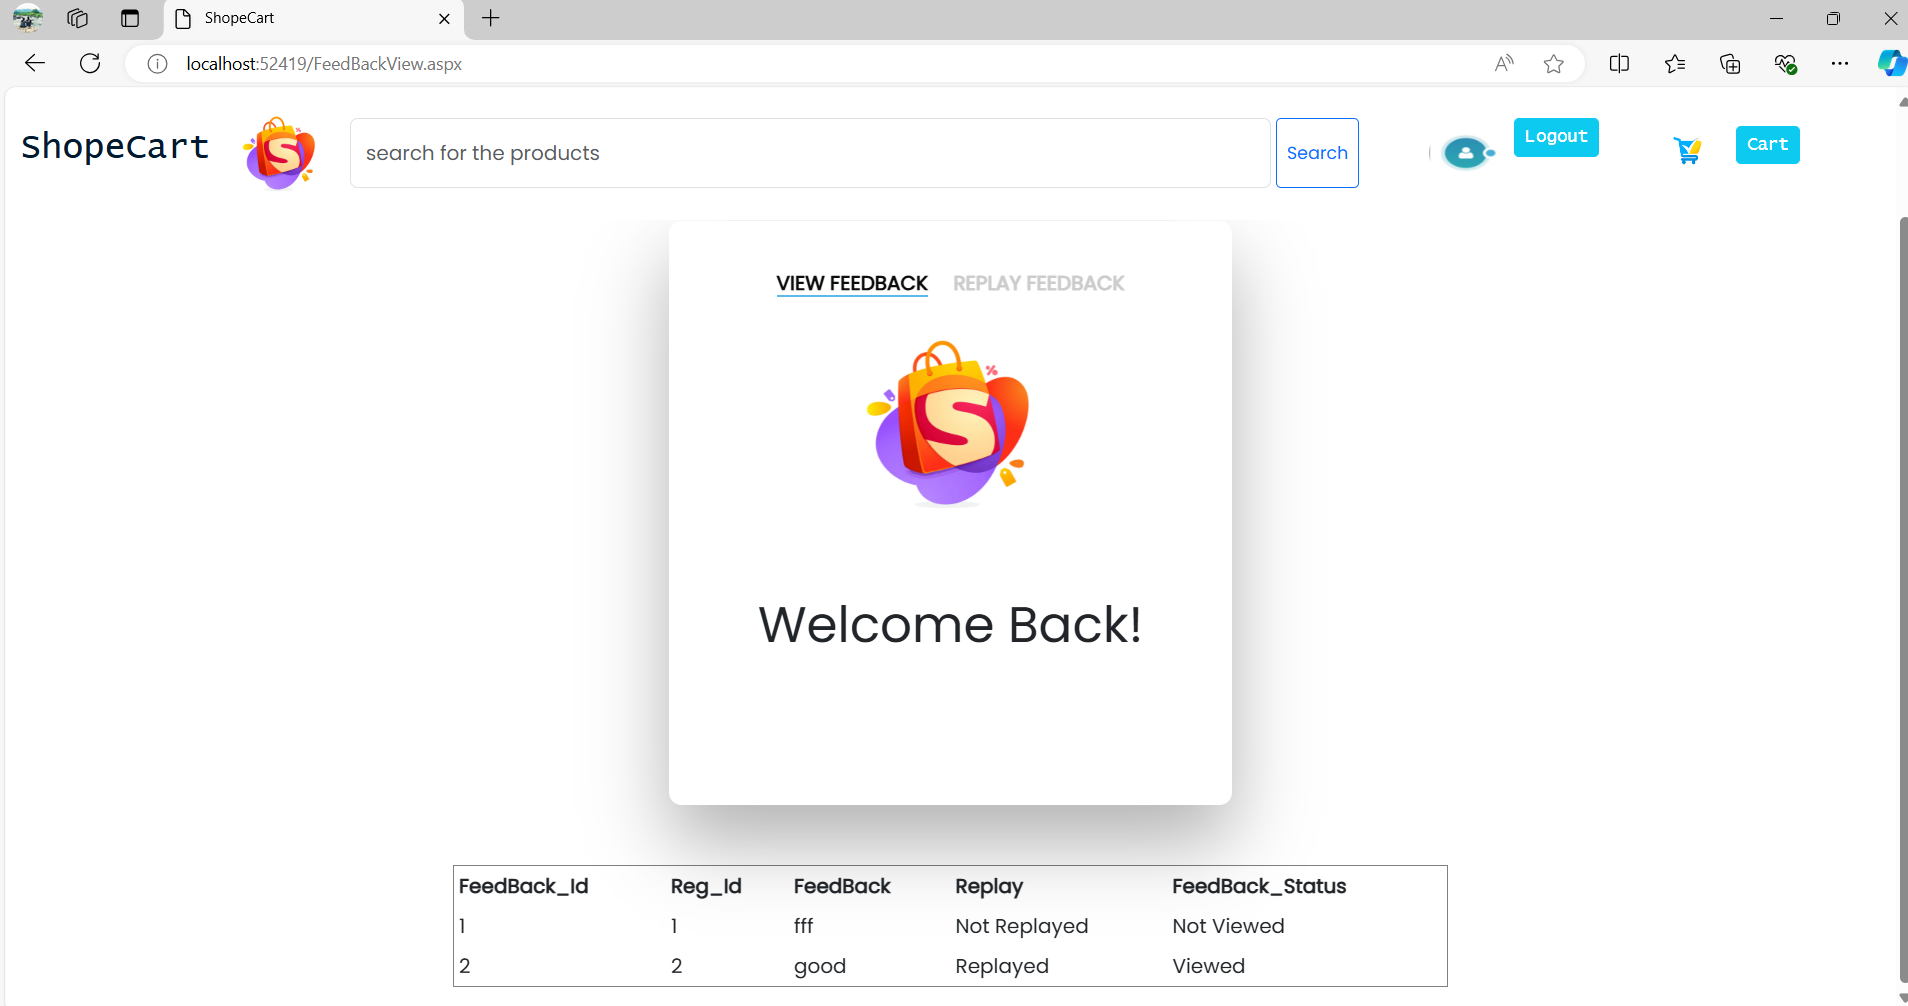 ShopeCart
localhost:52419/FeedBackView.aspx
ShopeCart
S
search for the products
Search
Logout
Cart
VIEW FEEDBACK REPLAY FEEDBACK
%
S
Welcome Back!
FeedBack_Id Reg_Id FeedBack Replay FeedBack_Status
1 1 fff Not Replayed Not Viewed
2 2 good Replayed Viewed